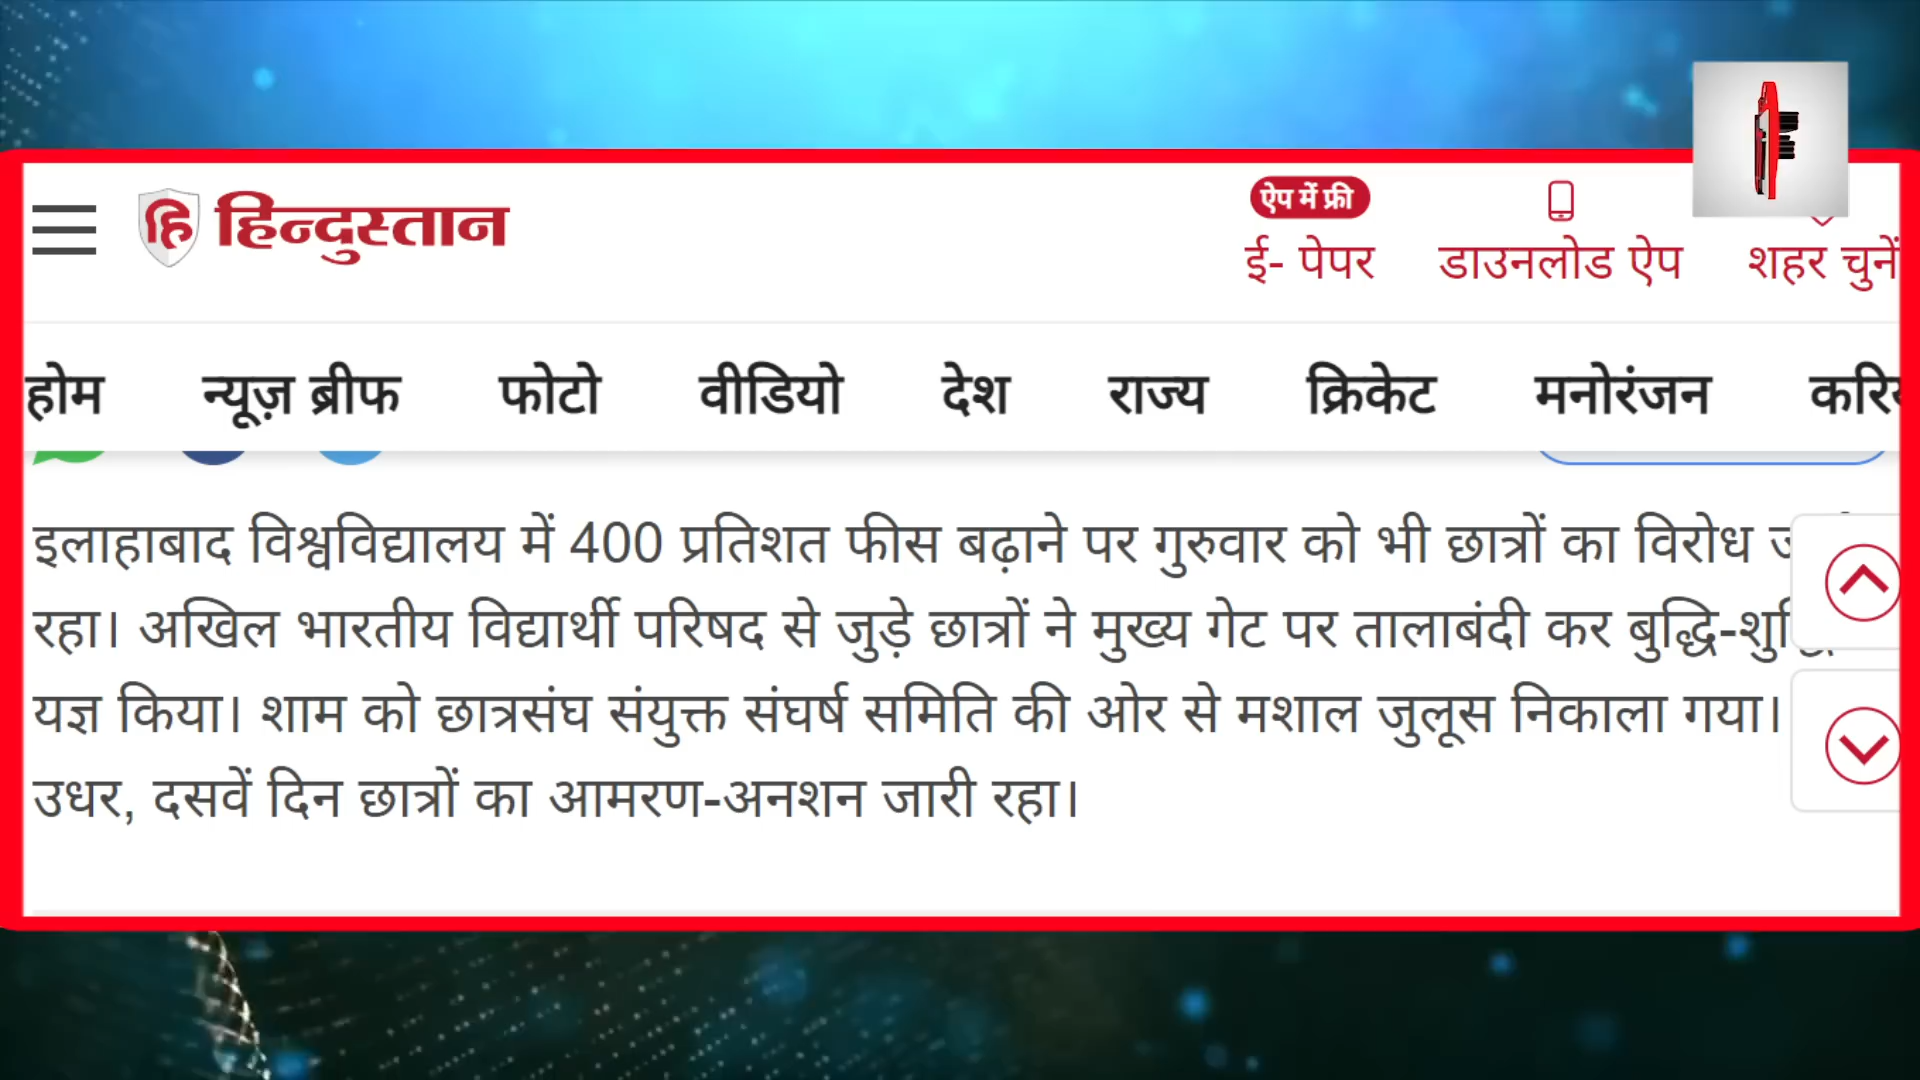 हि हिन्दुस्तान
ऐप में फ्री
ई- पेपर डाउनलोड ऐप शहर चुनें
होम न्यूज़ ब्रीफ फोटो वीडियो देश राज्य क्रिकेट मनोरंजन
इलाहाबाद विश्वविद्यालय में 400 प्रतिशत फीस बढ़ाने पर गुरुवार को भी छात्रों का विरोध
रहा। अखिल भारतीय विद्यार्थी परिषद से जुड़े छात्रों ने मुख्य गेट पर तालाबंदी कर
यज्ञ किया। शाम को छात्रसंघ संयुक्त संघर्ष समिति की ओर से मशाल जुलूस निकाला गया।
उधर, दसवें दिन छात्रों का आमरण-अनशन जारी रहा।